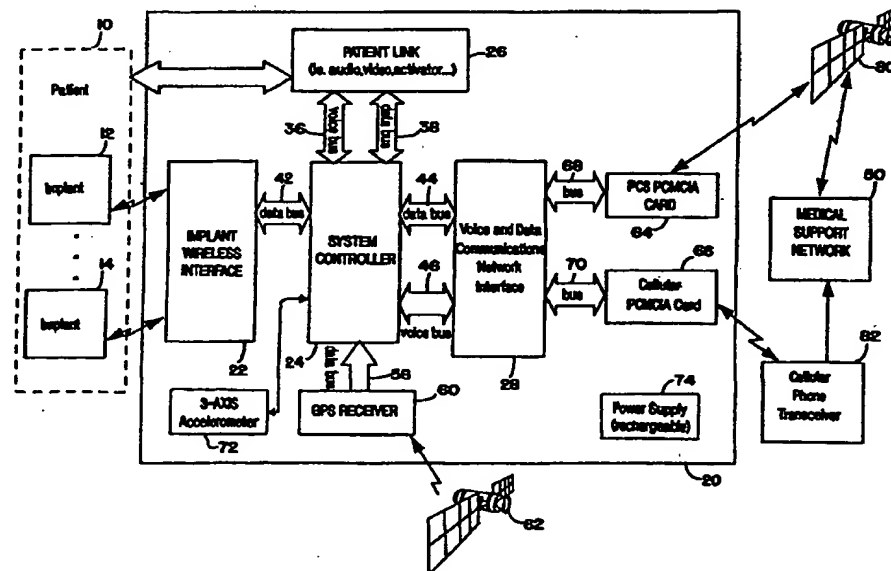 10
Patient
12
Implant
14
Implant
PATIENT LINK
(ie. audio,video,activator....)
26
36
voice bus
data bus
38
42
data bus
IMPLANT
WIRELESS
INTERFACE
22
SYSTEM
CONTROLLER
24
44
data bus
46
voice bus
Voice and Data
Communications
Network
Interface
28
68
bus
PCS PCMCIA
CARD
64
70
bus
66
Cellular
PCMCIA Card
80
50
MEDICAL
SUPPORT
NETWORK
82
Cellular
Phone
Transceiver
3-AXIS
Accelerometer
72
data bus
56
GPS RECEIVER
60
74
Power Supply
(rechargeable)
20
62